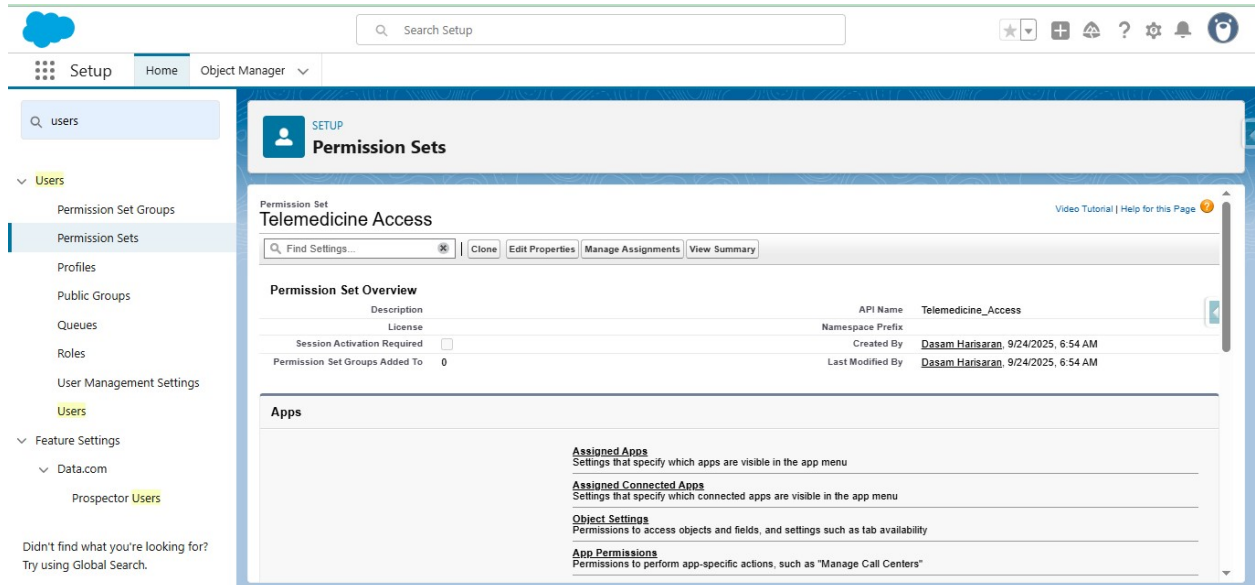 Search Setup
Setup
Home
Object Manager
users
Users
Permission Set Groups
Permission Sets
Profiles
Public Groups
Queues
Roles
User Management Settings
Users
Feature Settings
Data.com
Prospector Users
Didn't find what you're looking for?
Try using Global Search.
SETUP
Permission Sets
Permission Set
Telemedicine Access
Video Tutorial | Help for this Page
Find Settings...
Clone
Edit Properties
Manage Assignments
View Summary
Permission Set Overview
Description
API Name Telemedicine_Access
License
Namespace Prefix
Session Activation Required
Created By Dasam Harisaran, 9/24/2025, 6:54 AM
Permission Set Groups Added To 0
Last Modified By Dasam Harisaran, 9/24/2025, 6:54 AM
Apps
Assigned Apps
Settings that specify which apps are visible in the app menu
Assigned Connected Apps
Settings that specify which connected apps are visible in the app menu
Object Settings
Permissions to access objects and fields, and settings such as tab availability
App Permissions
Permissions to perform app-specific actions, such as "Manage Call Centers"